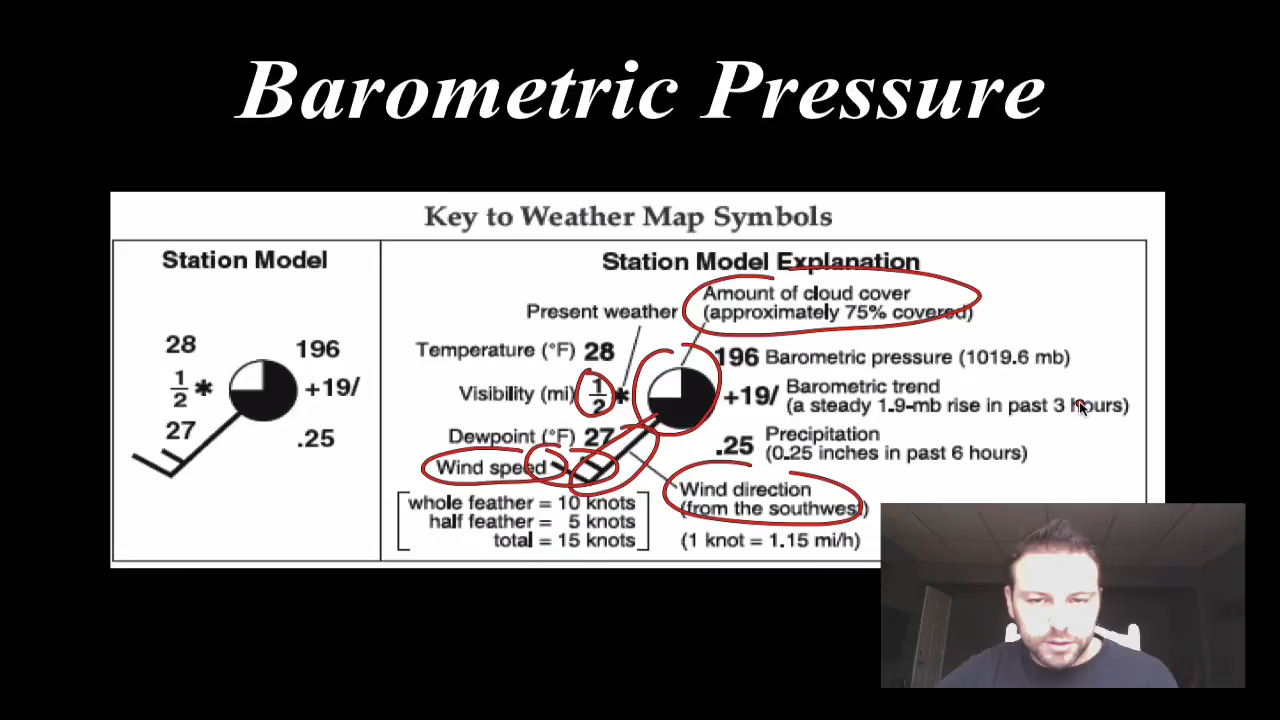 Barometric Pressure
Key to Weather Map Symbols
Station Model
28
196
1/2 *
+19/
27
.25
Station Model Explanation
Amount of cloud cover
(approximately 75% covered)
Present weather
Temperature (°F) 28
196 Barometric pressure (1019.6 mb)
Visibility (mi) 1/2 *
+19/ Barometric trend
(a steady 1.9-mb rise in past 3 hours)
Dewpoint (°F) 27
.25 Precipitation
(0.25 inches in past 6 hours)
Wind speed
whole feather = 10 knots
half feather = 5 knots
total = 15 knots
Wind direction
(from the southwest)
(1 knot = 1.15 mi/h)